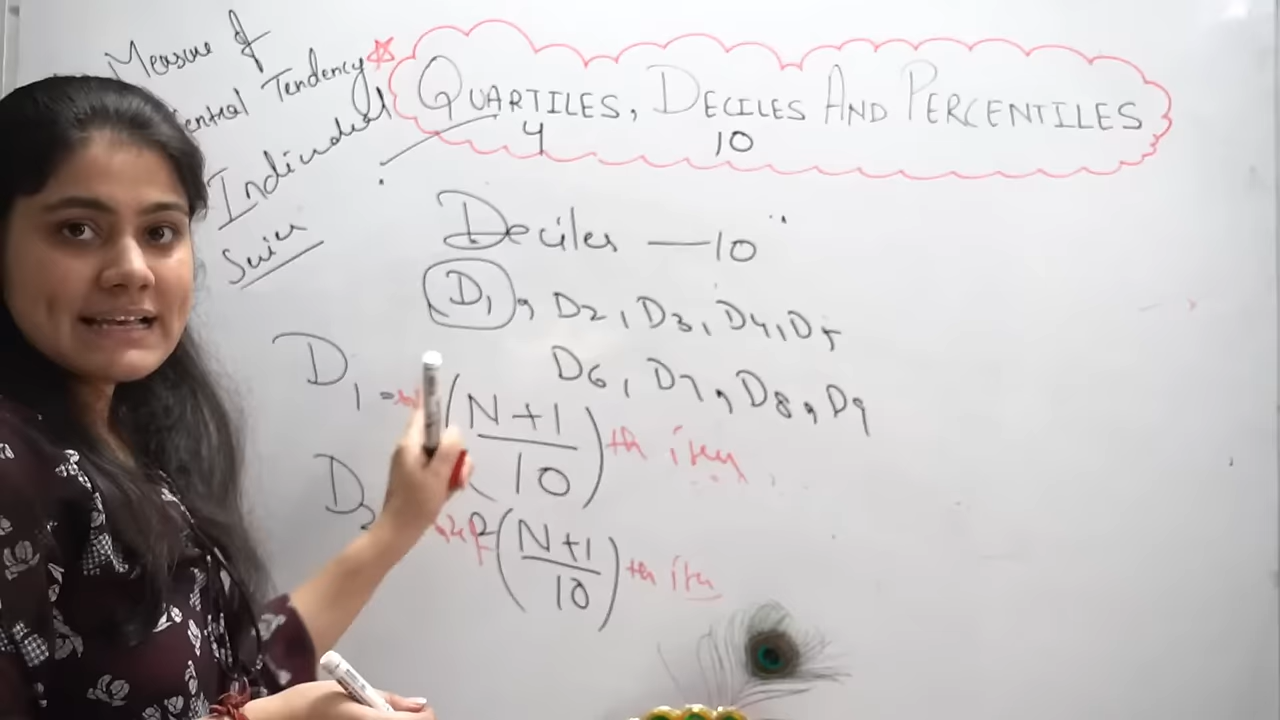 Measure of
Central Tendency
Individual
Series
QUARTILES, DECILES AND PERCENTILES
4 10
Deciles — 10
D1, D2, D3, D4, D5
D6, D7, D8, D9
D1 = (N+1/10)th item
D2 2(N+1/10)th item